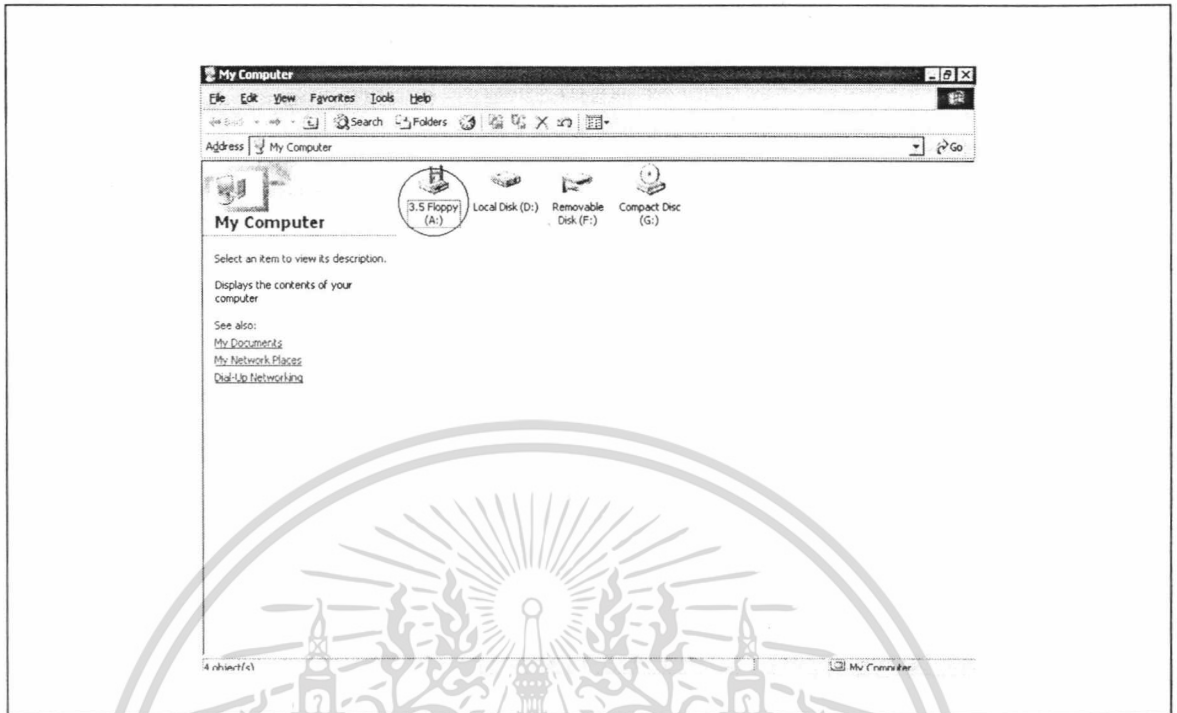 My Computer
File Edit View Favorites Tools Help
Back Search Folders
Address My Computer Go
3.5 Floppy (A:)
Local Disk (D:)
Removable Disk (F:)
Compact Disc (G:)
My Computer
Select an item to view its description.
Displays the contents of your
computer
See also:
My Documents
My Network Places
Dial-Up Networking
4 object(s) My Computer